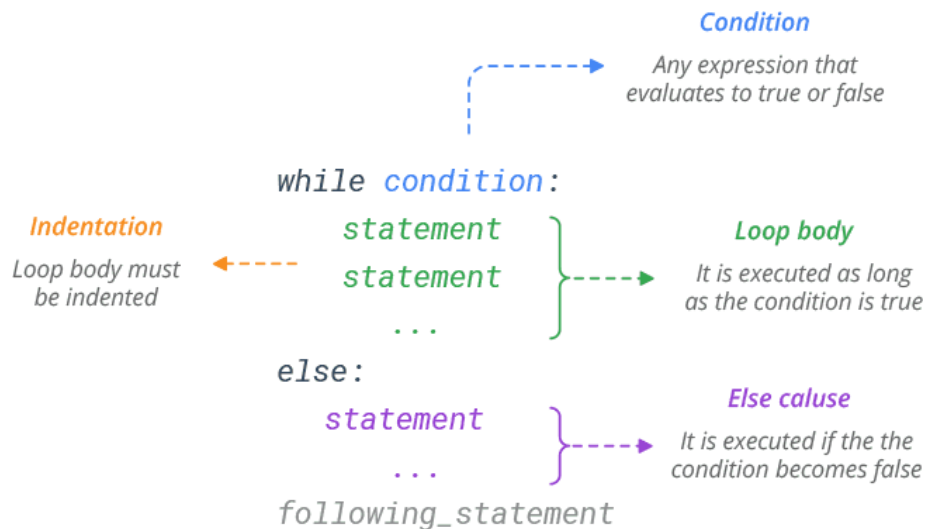 Condition
Any expression that
evaluates to true or false
while condition:
Indentation
Loop body must
be indented
statement
statement
...
Loop body
It is executed as long
as the condition is true
else:
statement
...
Else caluse
It is executed if the the
condition becomes false
following_statement